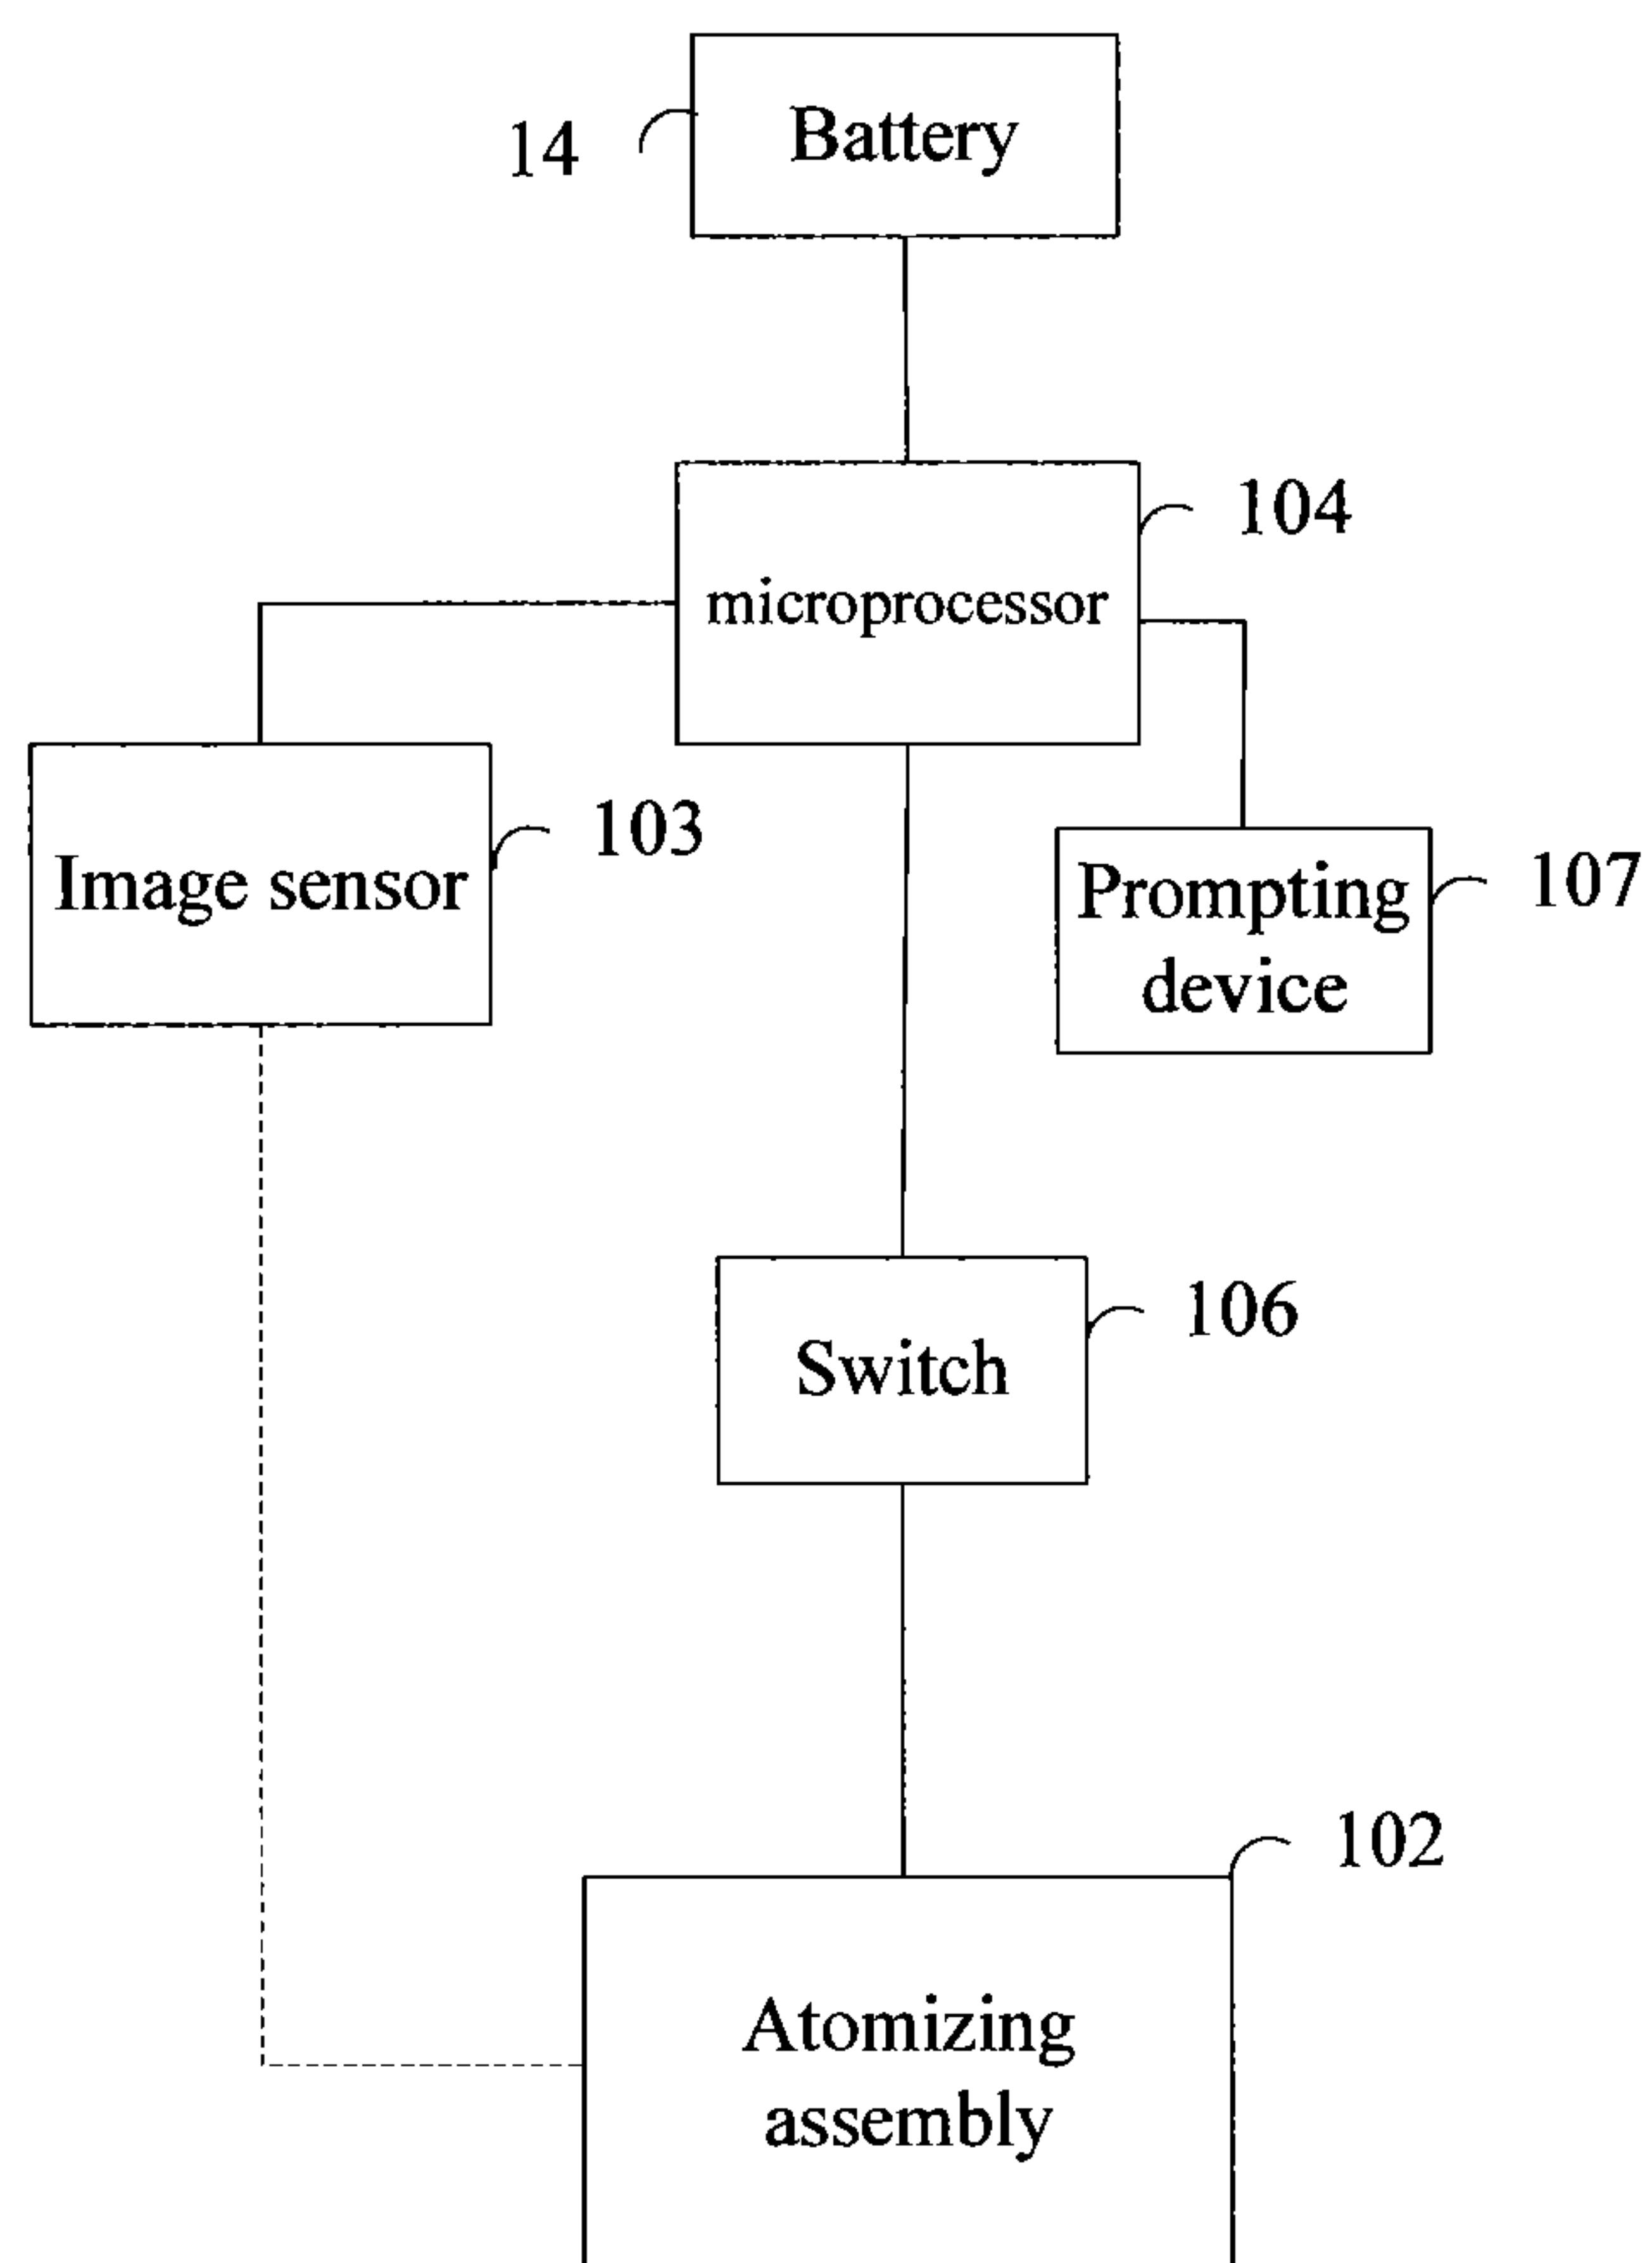 14
Battery
104
microprocessor
103
Image sensor
107
Prompting
device
106
Switch
102
Atomizing
assembly